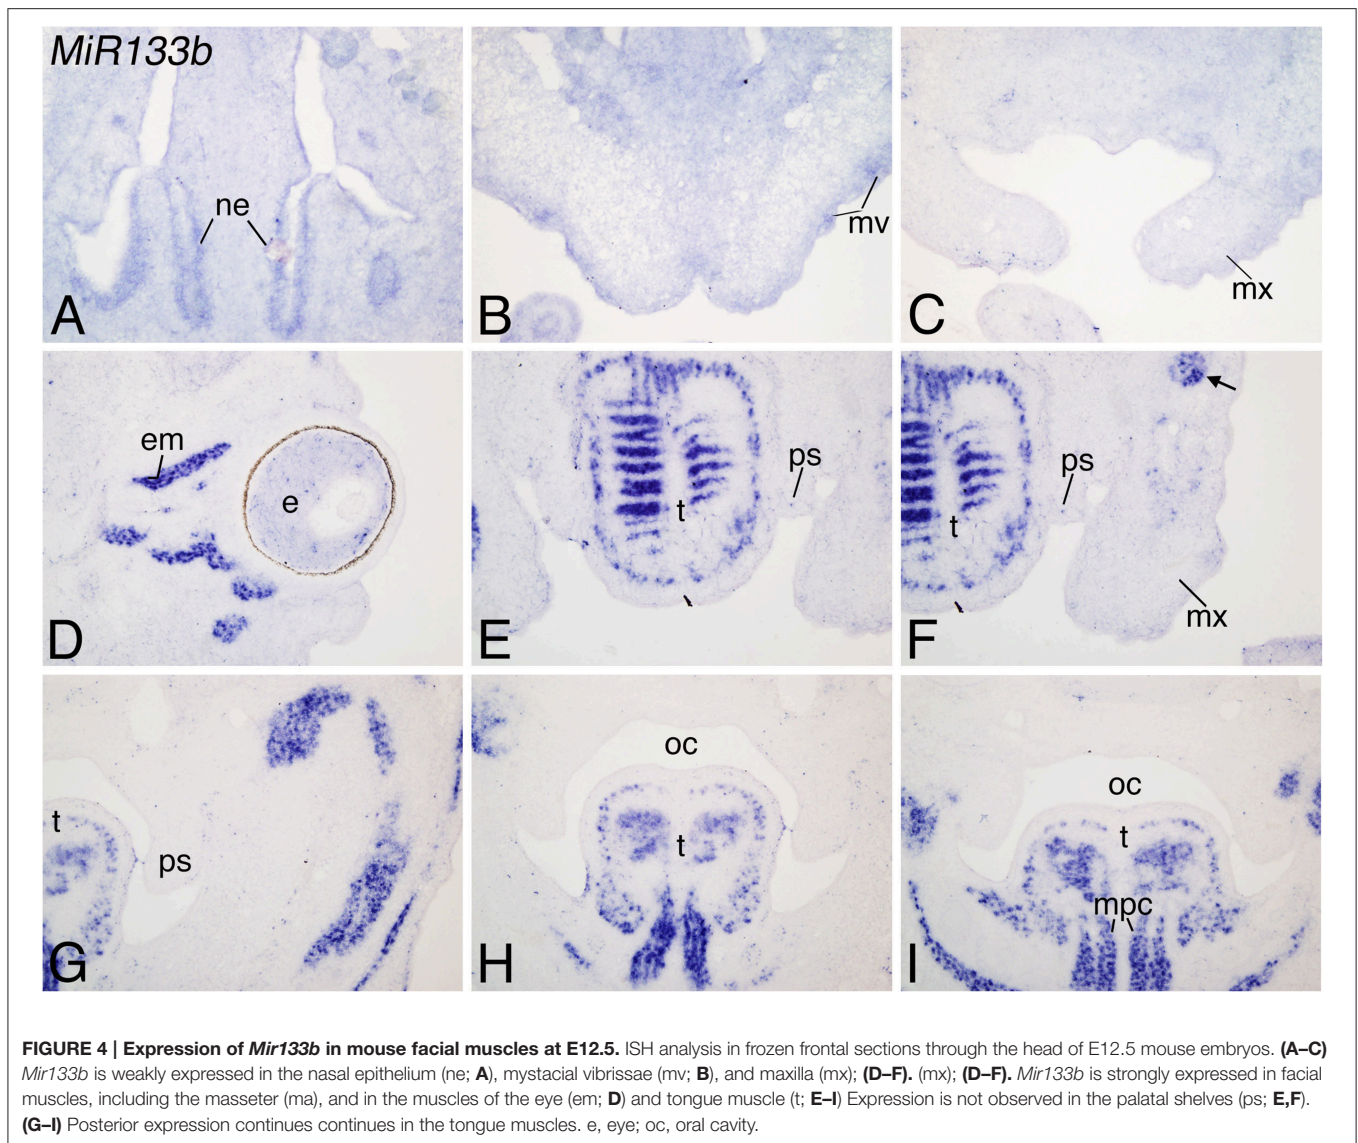 MiR133b
ne
A
mv
B
mx
C
em
e
D
ps
t
E
ps
t
mx
F
t
ps
G
oc
t
H
oc
t
mpc
I
FIGURE 4 | Expression of Mir133b in mouse facial muscles at E12.5. ISH analysis in frozen frontal sections through the head of E12.5 mouse embryos. (A–C)
Mir133b is weakly expressed in the nasal epithelium (ne; A), mystacial vibrissae (mv; B), and maxilla (mx); (D–F). (mx); (D–F). Mir133b is strongly expressed in facial
muscles, including the masseter (ma), and in the muscles of the eye (em; D) and tongue muscle (t; E–I) Expression is not observed in the palatal shelves (ps; E,F).
(G–I) Posterior expression continues continues in the tongue muscles. e, eye; oc, oral cavity.